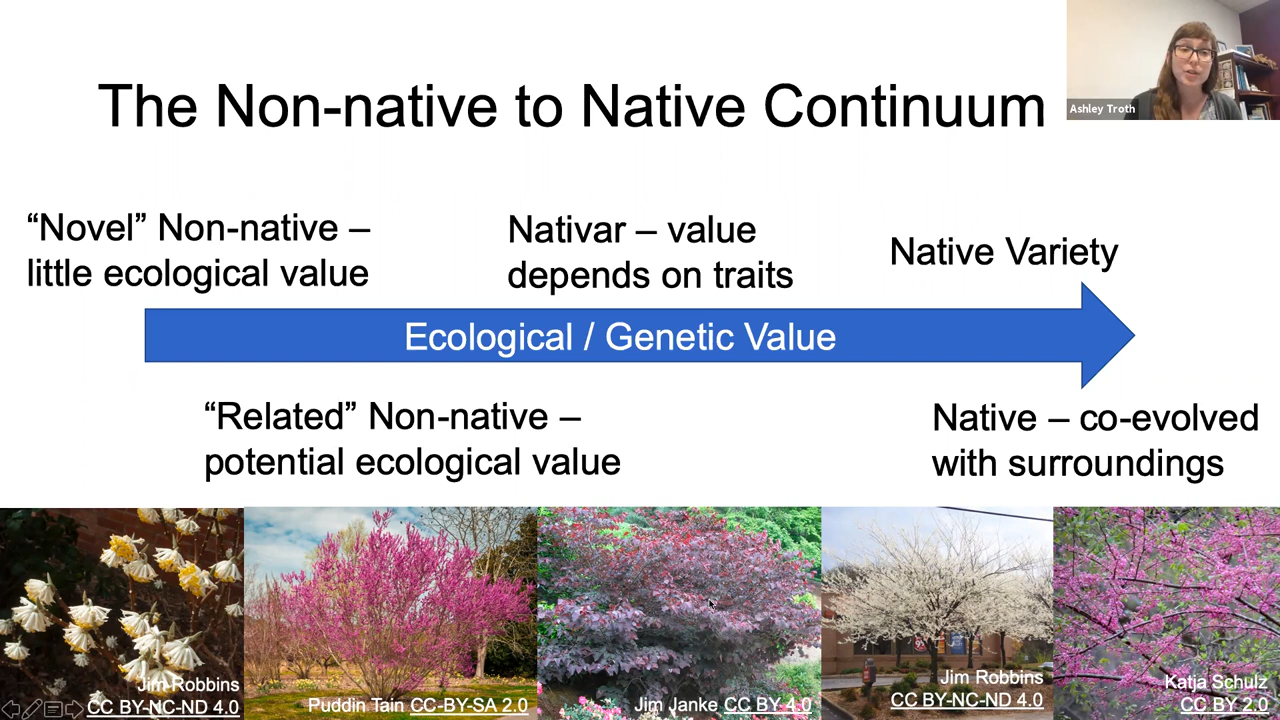 The Non-native to Native Continuum
Ashley Troth
“Novel” Non-native –
little ecological value
Nativar – value
depends on traits
Native Variety
Ecological / Genetic Value
“Related” Non-native –
potential ecological value
Native – co-evolved
with surroundings
Jim Robbins
CC BY-NC-ND 4.0
Puddin Tain CC-BY-SA 2.0
Jim Janke CC BY 4.0
Jim Robbins
CC BY-NC-ND 4.0
Katja Schulz
CC BY 2.0